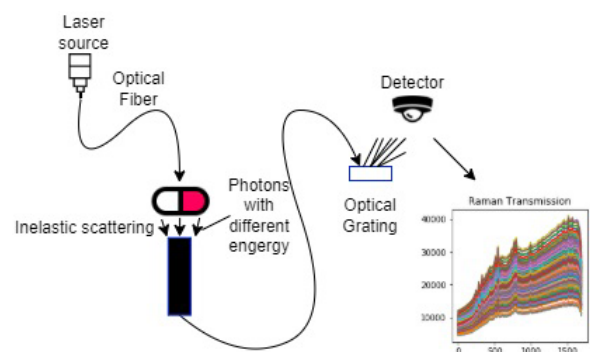 Laser
source
Optical
Fiber
Detector
Photons
with
different
engergy
Inelastic scattering
Optical
Grating
Raman Transmission
40000
30000
20000
10000
0
500
1000
1500